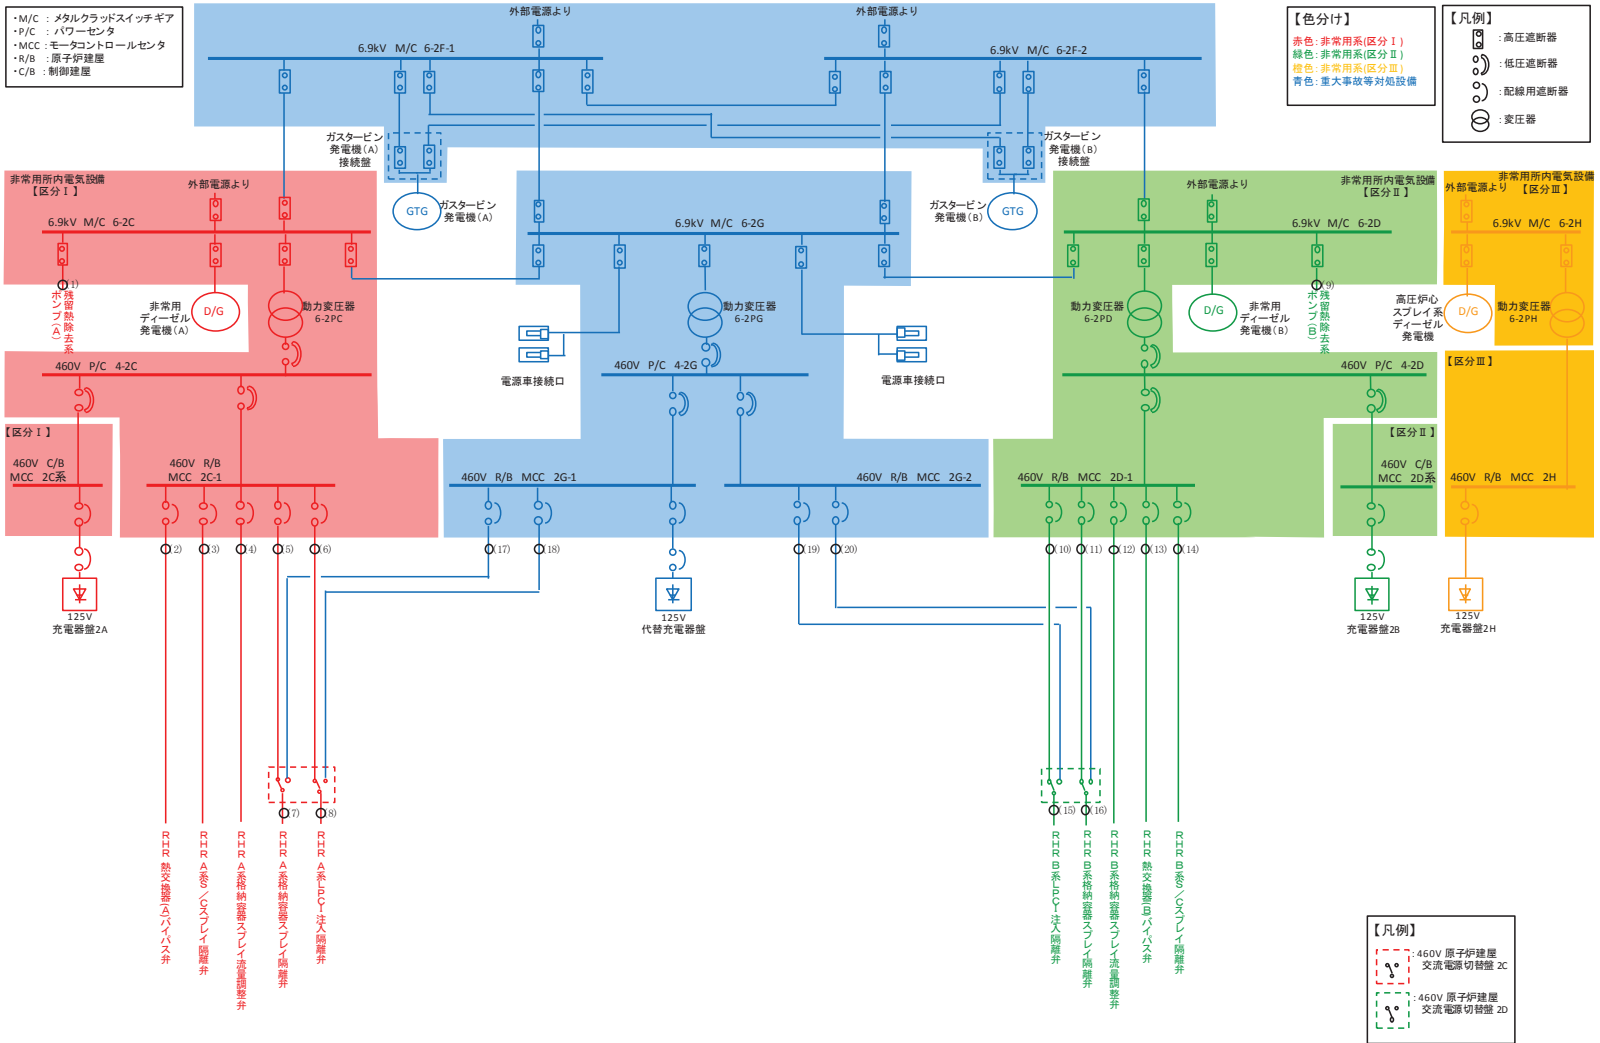 ・M/C ：メタルクラッドスイッチギア
・P/C ：パワーセンタ
・MCC：モータコントロールセンタ
・R/B ：原子炉建屋
・C/B ：制御建屋
外部電源より
外部電源より
6.9kV M/C 6-2F-1
6.9kV M/C 6-2F-2
【色分け】
赤色：非常用系(区分Ⅰ)
緑色：非常用系(区分Ⅱ)
橙色：非常用系(区分Ⅲ)
青色：重大事故等対処設備
【凡例】
：高圧遮断器
：低圧遮断器
：配線用遮断器
：変圧器
ガスタービン
発電機(A)
接続盤
ガスタービン
発電機(B)
接続盤
GTG
ガスタービン
発電機(A)
ガスタービン
発電機(B)
GTG
非常用所内電気設備
【区分Ⅰ】
外部電源より
6.9kV M/C 6-2C
(1)
残留熱除去系
ポンプ(A)
非常用
ディーゼル
発電機(A)
D/G
動力変圧器
6-2PC
460V P/C 4-2C
【区分Ⅰ】
460V C/B
MCC 2C系
460V R/B
MCC 2C-1
6.9kV M/C 6-2G
動力変圧器
6-2PG
電源車接続口
電源車接続口
460V P/C 4-2G
460V R/B MCC 2G-1
460V R/B MCC 2G-2
非常用所内電気設備
【区分Ⅱ】
外部電源より
6.9kV M/C 6-2D
動力変圧器
6-2PD
D/G
非常用
ディーゼル
発電機(B)
(9)
残留熱除去系
ポンプ(B)
460V P/C 4-2D
【区分Ⅱ】
460V R/B MCC 2D-1
460V C/B
MCC 2D系
非常用所内電気設備
【区分Ⅲ】
外部電源より
6.9kV M/C 6-2H
高圧炉心
スプレイ系
ディーゼル
発電機
D/G
動力変圧器
6-2PH
【区分Ⅲ】
460V R/B MCC 2H
(2)
(3)
(4)
(5)
(6)
(17)
(18)
(19)
(20)
(10)
(11)
(12)
(13)
(14)
125V
充電器盤2A
125V
代替充電器盤
125V
充電器盤2B
125V
充電器盤2H
(7)
(8)
(15)
(16)
RHR 熱交換器(A)バイパス弁
RHR A系S/Cスプレイ隔離弁
RHR A系格納容器スプレイ流量調整弁
RHR A系格納容器スプレイ隔離弁
RHR A系LPCI注入隔離弁
RHR B系LPCI注入隔離弁
RHR B系格納容器スプレイ隔離弁
RHR B系格納容器スプレイ流量調整弁
RHR 熱交換器(B)バイパス弁
RHR B系S/Cスプレイ隔離弁
【凡例】
：460V 原子炉建屋
交流電源切替盤 2C
：460V 原子炉建屋
交流電源切替盤 2D